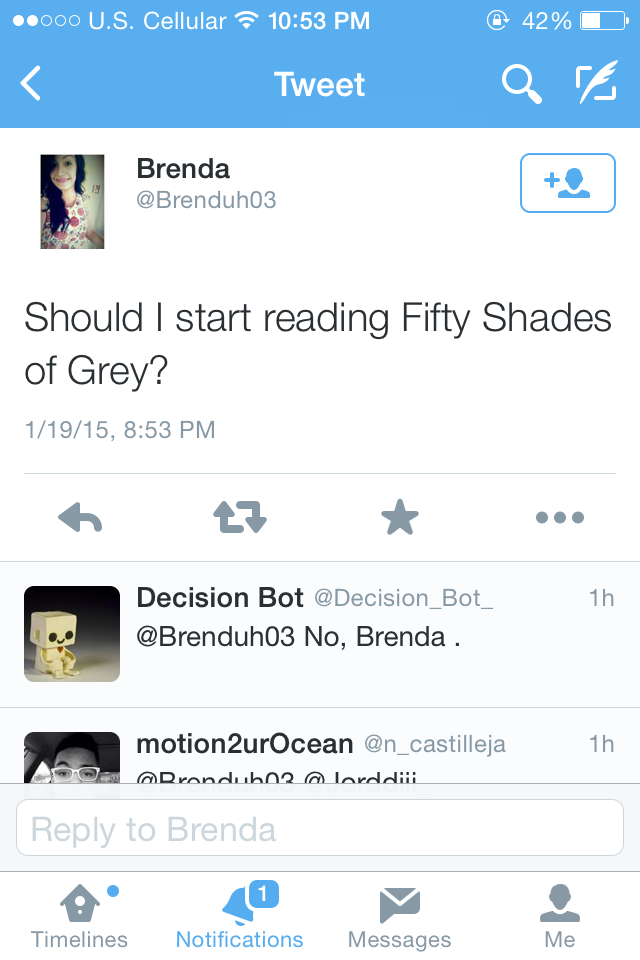 U.S. Cellular 10:53 PM 42%
Tweet
Brenda
@Brenduh03
Should I start reading Fifty Shades
of Grey?
1/19/15, 8:53 PM
Decision Bot @Decision_Bot_ 1h
@Brenduh03 No, Brenda .
motion2urOcean @n_castilleja 1h
@Brenduh03
Reply to Brenda
1
Timelines Notifications Messages Me